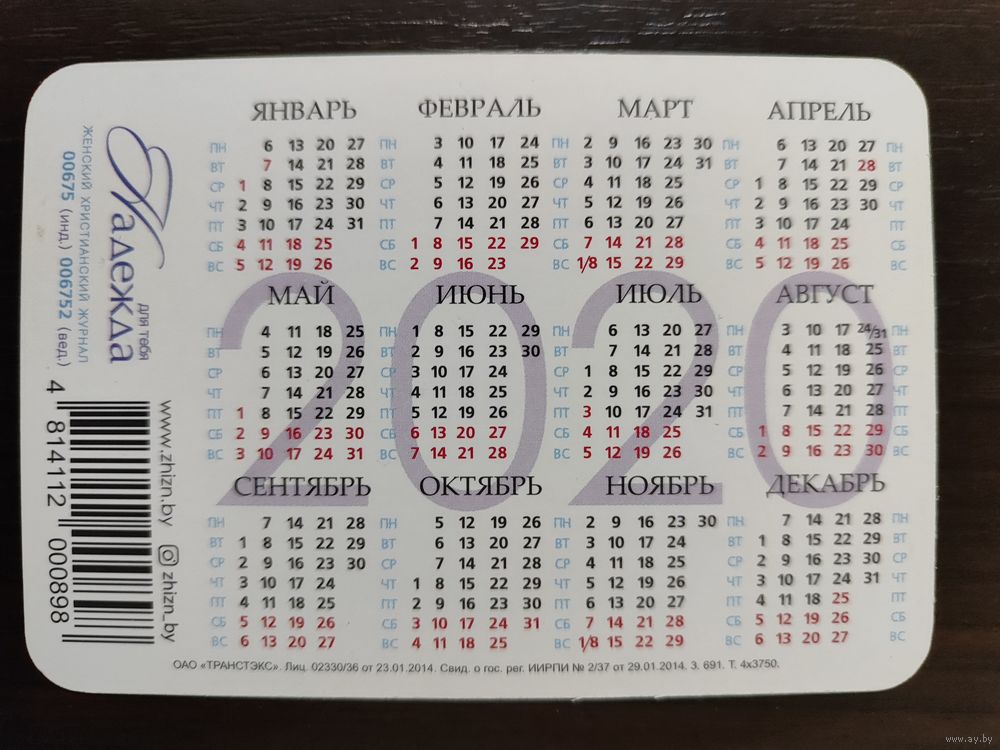 Надежда
для тебя
ЖЕНСКИЙ ХРИСТИАНСКИЙ ЖУРНАЛ
00675 (инд.) 006752 (вед.)
www.zhizn.by zhizn_by
4 814112 000898
2020
ЯНВАРЬ ФЕВРАЛЬ МАРТ АПРЕЛЬ
ПН 6 13 20 27 ПН 3 10 17 24 ПН 2 9 16 23 30 ПН 6 13 20 27 ПН
ВТ 7 14 21 28 ВТ 4 11 18 25 ВТ 3 10 17 24 31 ВТ 7 14 21 28 ВТ
СР 1 8 15 22 29 СР 5 12 19 26 СР 4 11 18 25 СР 1 8 15 22 29 СР
ЧТ 2 9 16 23 30 ЧТ 6 13 20 27 ЧТ 5 12 19 26 ЧТ 2 9 16 23 30 ЧТ
ПТ 3 10 17 24 31 ПТ 7 14 21 28 ПТ 6 13 20 27 ПТ 3 10 17 24 ПТ
СБ 4 11 18 25 СБ 1 8 15 22 29 СБ 7 14 21 28 СБ 4 11 18 25 СБ
ВС 5 12 19 26 ВС 2 9 16 23 ВС 1/8 15 22 29 ВС 5 12 19 26 ВС
МАЙ ИЮНЬ ИЮЛЬ АВГУСТ
ПН 4 11 18 25 ПН 1 8 15 22 29 ПН 6 13 20 27 ПН 3 10 17 24/31 ПН
ВТ 5 12 19 26 ВТ 2 9 16 23 30 ВТ 7 14 21 28 ВТ 4 11 18 25 ВТ
СР 6 13 20 27 СР 3 10 17 24 СР 1 8 15 22 29 СР 5 12 19 26 СР
ЧТ 7 14 21 28 ЧТ 4 11 18 25 ЧТ 2 9 16 23 30 ЧТ 6 13 20 27 ЧТ
ПТ 1 8 15 22 29 ПТ 5 12 19 26 ПТ 3 10 17 24 31 ПТ 7 14 21 28 ПТ
СБ 2 9 16 23 30 СБ 6 13 20 27 СБ 4 11 18 25 СБ 1 8 15 22 29 СБ
ВС 3 10 17 24 31 ВС 7 14 21 28 ВС 5 12 19 26 ВС 2 9 16 23 30 ВС
СЕНТЯБРЬ ОКТЯБРЬ НОЯБРЬ ДЕКАБРЬ
ПН 7 14 21 28 ПН 5 12 19 26 ПН 2 9 16 23 30 ПН 7 14 21 28 ПН
ВТ 1 8 15 22 29 ВТ 6 13 20 27 ВТ 3 10 17 24 ВТ 1 8 15 22 29 ВТ
СР 2 9 16 23 30 СР 7 14 21 28 СР 4 11 18 25 СР 2 9 16 23 30 СР
ЧТ 3 10 17 24 ЧТ 1 8 15 22 29 ЧТ 5 12 19 26 ЧТ 3 10 17 24 31 ЧТ
ПТ 4 11 18 25 ПТ 2 9 16 23 30 ПТ 6 13 20 27 ПТ 4 11 18 25 ПТ
СБ 5 12 19 26 СБ 3 10 17 24 31 СБ 7 14 21 28 СБ 5 12 19 26 СБ
ВС 6 13 20 27 ВС 4 11 18 25 ВС 1/8 15 22 29 ВС 6 13 20 27 ВС
ОАО «ТРАНСТЭКС». Лиц. 02330/36 от 23.01.2014. Свид. о гос. рег. ИИРПИ № 2/37 от 29.01.2014. З. 691. Т. 4х3750.
www.ay.by